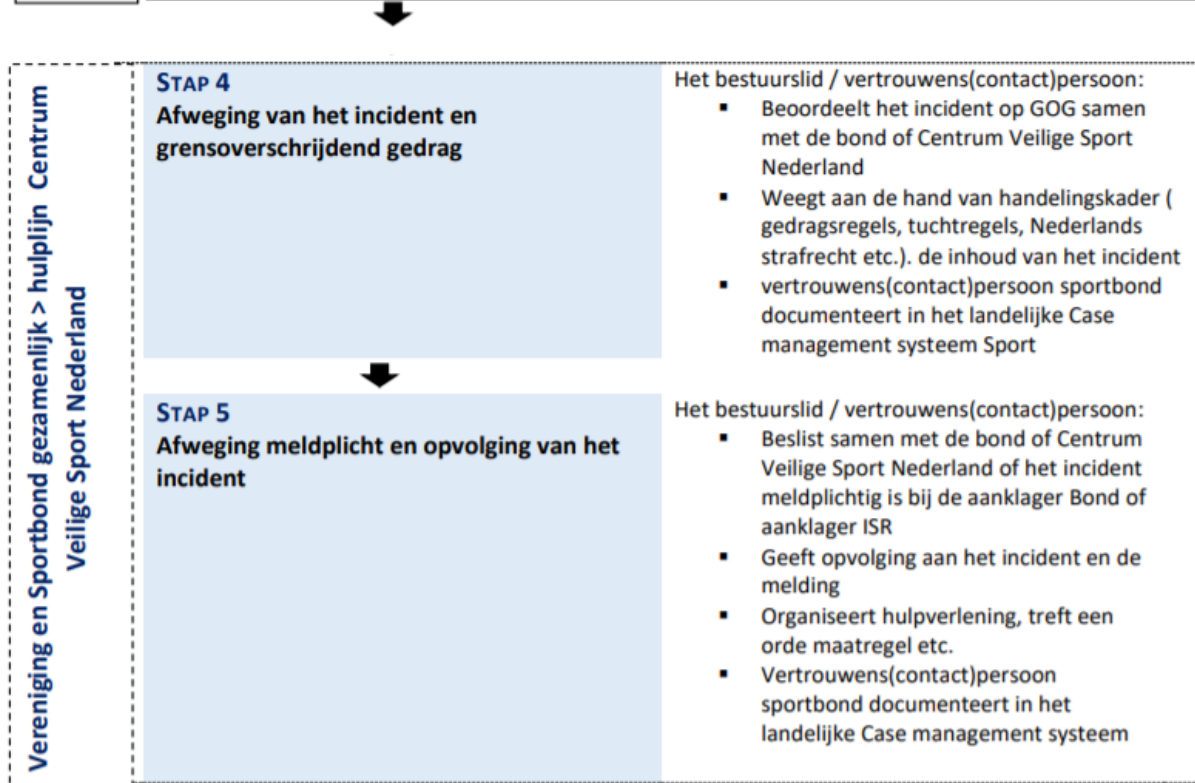 Vereniging en Sportbond gezamenlijk > hulplijn Centrum
Veilige Sport Nederland
STAP 4
Afweging van het incident en
grensoverschrijdend gedrag
Het bestuurslid / vertrouwens(contact)persoon:
▪ Beoordeelt het incident op GOG samen
met de bond of Centrum Veilige Sport
Nederland
▪ Weegt aan de hand van handelingskader (
gedragsregels, tuchtregels, Nederlands
strafrecht etc.). de inhoud van het incident
▪ vertrouwens(contact)persoon sportbond
documenteert in het landelijke Case
management systeem Sport
STAP 5
Afweging meldplicht en opvolging van het
incident
Het bestuurslid / vertrouwens(contact)persoon:
▪ Beslist samen met de bond of Centrum
Veilige Sport Nederland of het incident
meldplichtig is bij de aanklager Bond of
aanklager ISR
▪ Geeft opvolging aan het incident en de
melding
▪ Organiseert hulpverlening, treft een
orde maatregel etc.
▪ Vertrouwens(contact)persoon
sportbond documenteert in het
landelijke Case management systeem